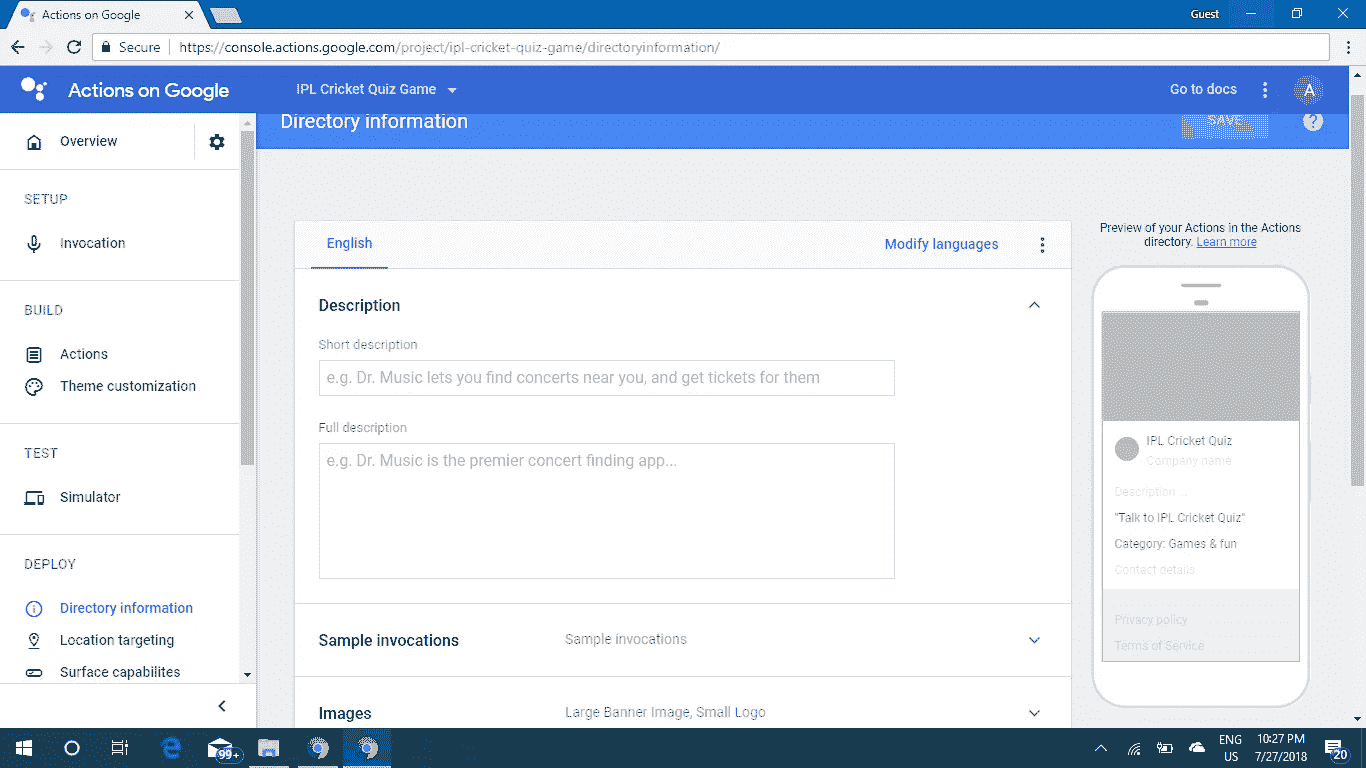 Actions on Google
Guest
Secure
https://console.actions.google.com/project/ipl-cricket-quiz-game/directoryinformation/
Actions on Google
IPL Cricket Quiz Game
Go to docs
A
Directory information
SAVE
?
Overview
SETUP
Invocation
BUILD
Actions
Theme customization
TEST
Simulator
DEPLOY
Directory information
Location targeting
Surface capabilites
English
Modify languages
Description
Short description
e.g. Dr. Music lets you find concerts near you, and get tickets for them
Full description
e.g. Dr. Music is the premier concert finding app...
Sample invocations
Sample invocations
Images
Large Banner Image, Small Logo
Preview of your Actions in the Actions
directory. Learn more
IPL Cricket Quiz
Company name
Description ...
"Talk to IPL Cricket Quiz"
Category: Games & fun
Contact details
Privacy policy
Terms of Service
99+
ENG
US
10:27 PM
7/27/2018
20